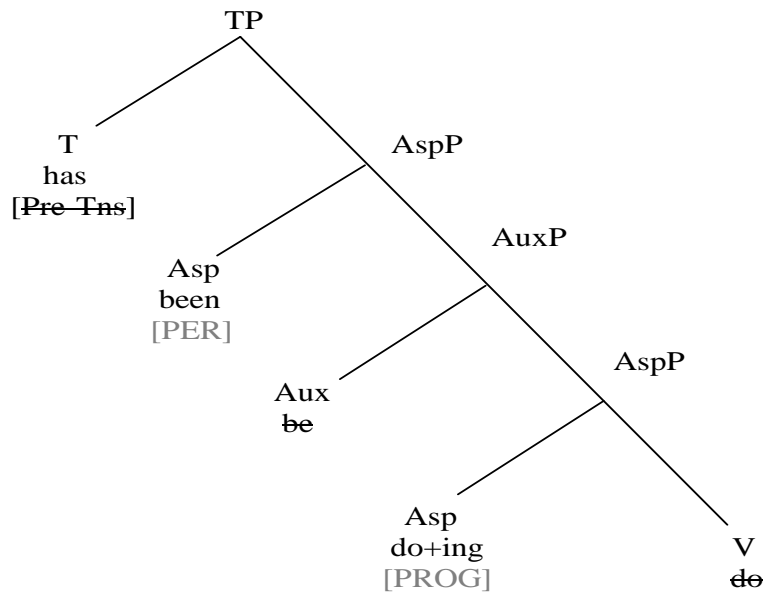 TP
T
has
[Pre Tns]
AspP
Asp
been
[PER]
AuxP
Aux
be
AspP
Asp
do+ing
[PROG]
V
do